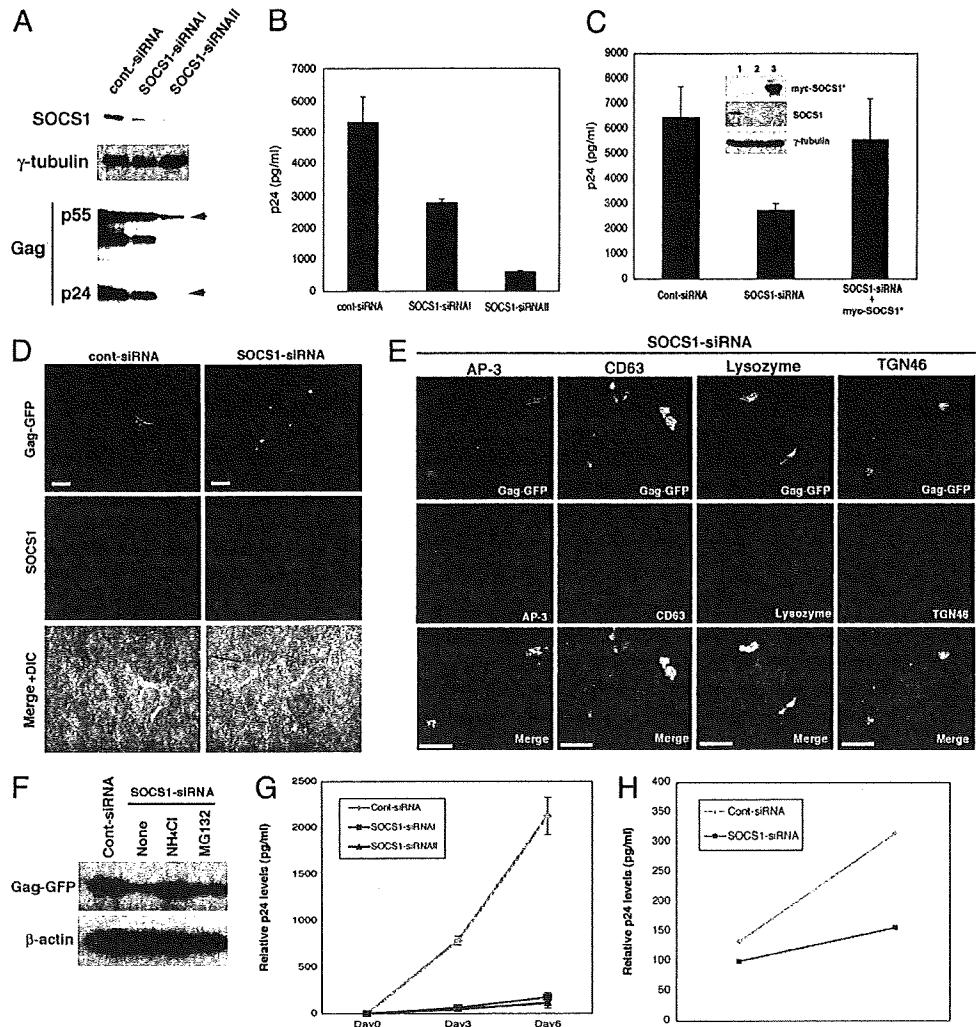 A
cont.-siRNA
SOCS1-siRNAI
SOCS1-siRNAII
SOCS1
γ-tubulin
Gag
p55
p24
B
p24 (pg/ml)
7000
6000
5000
4000
3000
2000
1000
0
cont-siRNA
SOCS1-siRNAI
SOCS1-siRNAII
C
p24 (pg/ml)
9000
8000
7000
6000
5000
4000
3000
2000
1000
0
1 2 3
myc-SOCS1*
SOCS1
γ-tubulin
Cont-siRNA
SOCS1-siRNA
SOCS1-siRNA
+
myc-SOCS1*
D
cont-siRNA
SOCS1-siRNA
Gag-GFP
SOCS1
Merge +DIC
E
SOCS1-siRNA
AP-3
CD63
Lysozyme
TGN46
Gag-GFP
Gag-GFP
Gag-GFP
Gag-GFP
AP-3
CD63
Lysozyme
TGN46
Merge
Merge
Merge
Merge
F
Cont-siRNA
SOCS1-siRNA
None
NH4Cl
MG132
Gag-GFP
β-actin
G
Relative p24 levels (pg/ml)
2500
2000
1500
1000
500
0
Cont-siRNA
SOCS1-siRNAI
SOCS1-siRNAII
Day0
Day3
Day6
H
Relative p24 levels (pg/ml)
400
350
300
250
200
150
100
50
0
Cont-siRNA
SOCS1-siRNA